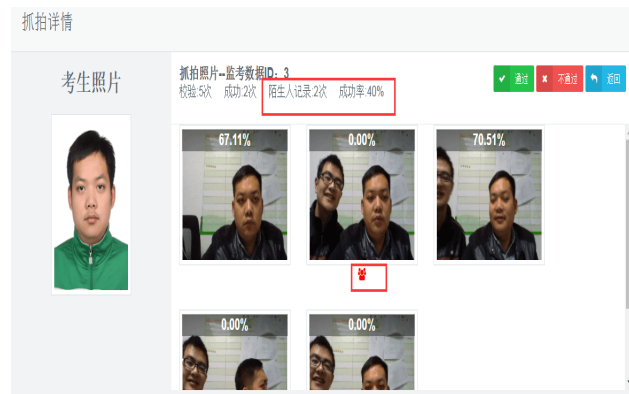 抓拍详情
考生照片
抓拍照片--监考数据ID：3
校验:5次 成功:2次 陌生人记录:2次 成功率:40%
通过 不通过 返回
67.11% 0.00% 70.51%
0.00% 0.00%